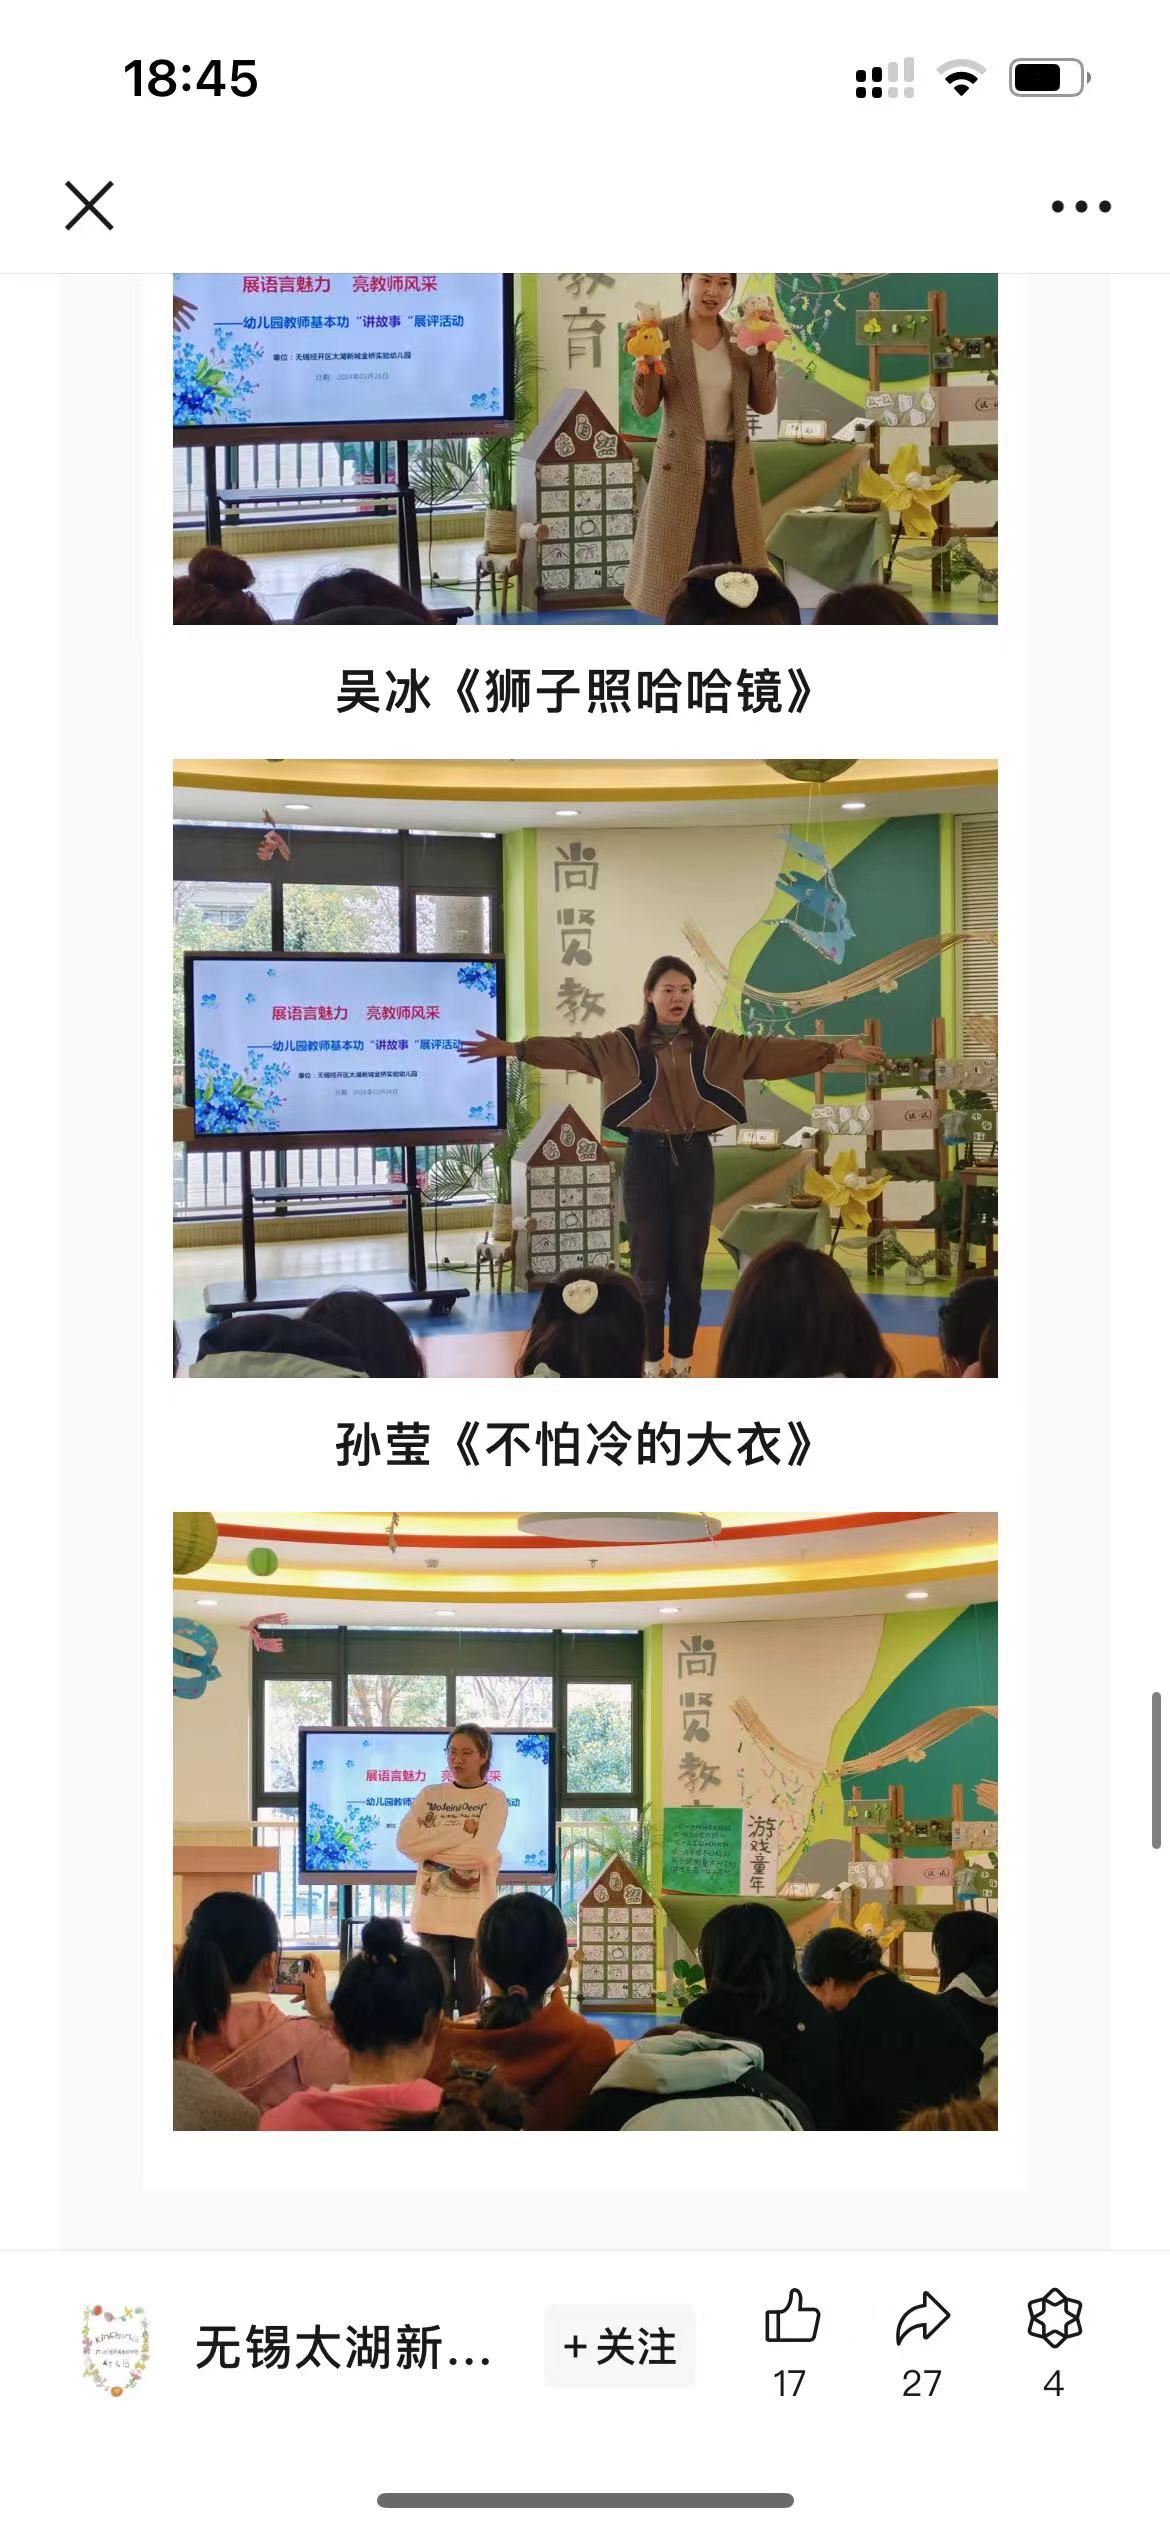 18:45
展语言魅力 亮教师风采
——幼儿园教师基本功“讲故事“展评活动
单位：无锡经开区太湖新城金桥实验幼儿园
日期：2024年03月26日
教
育
年
吴冰《狮子照哈哈镜》
尚
贤
教
展语言魅力 亮教师风采
——幼儿园教师基本功“讲故事“展评活动
单位：无锡经开区太湖新城金桥实验幼儿园
日期：2024年03月26日
孙莹《不怕冷的大衣》
尚
贤
教
展语言魅力 亮 采
——幼儿园教师 活动
游戏童年
无锡太湖新...
+关注
17
27
4